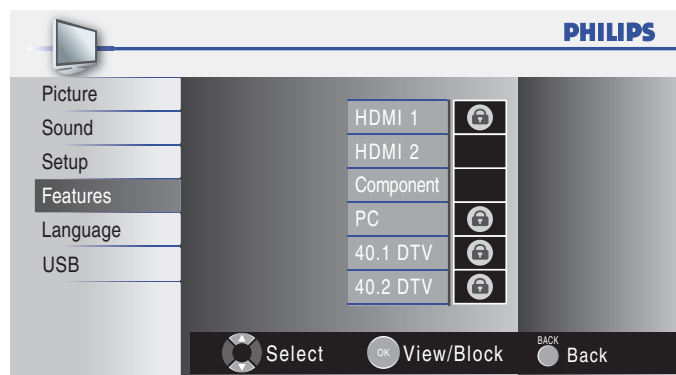 PHILIPS
Picture
Sound
Setup
Features
Language
USB
HDMI 1
HDMI 2
Component
PC
40.1 DTV
40.2 DTV
Select
OK View/Block
BACK
Back